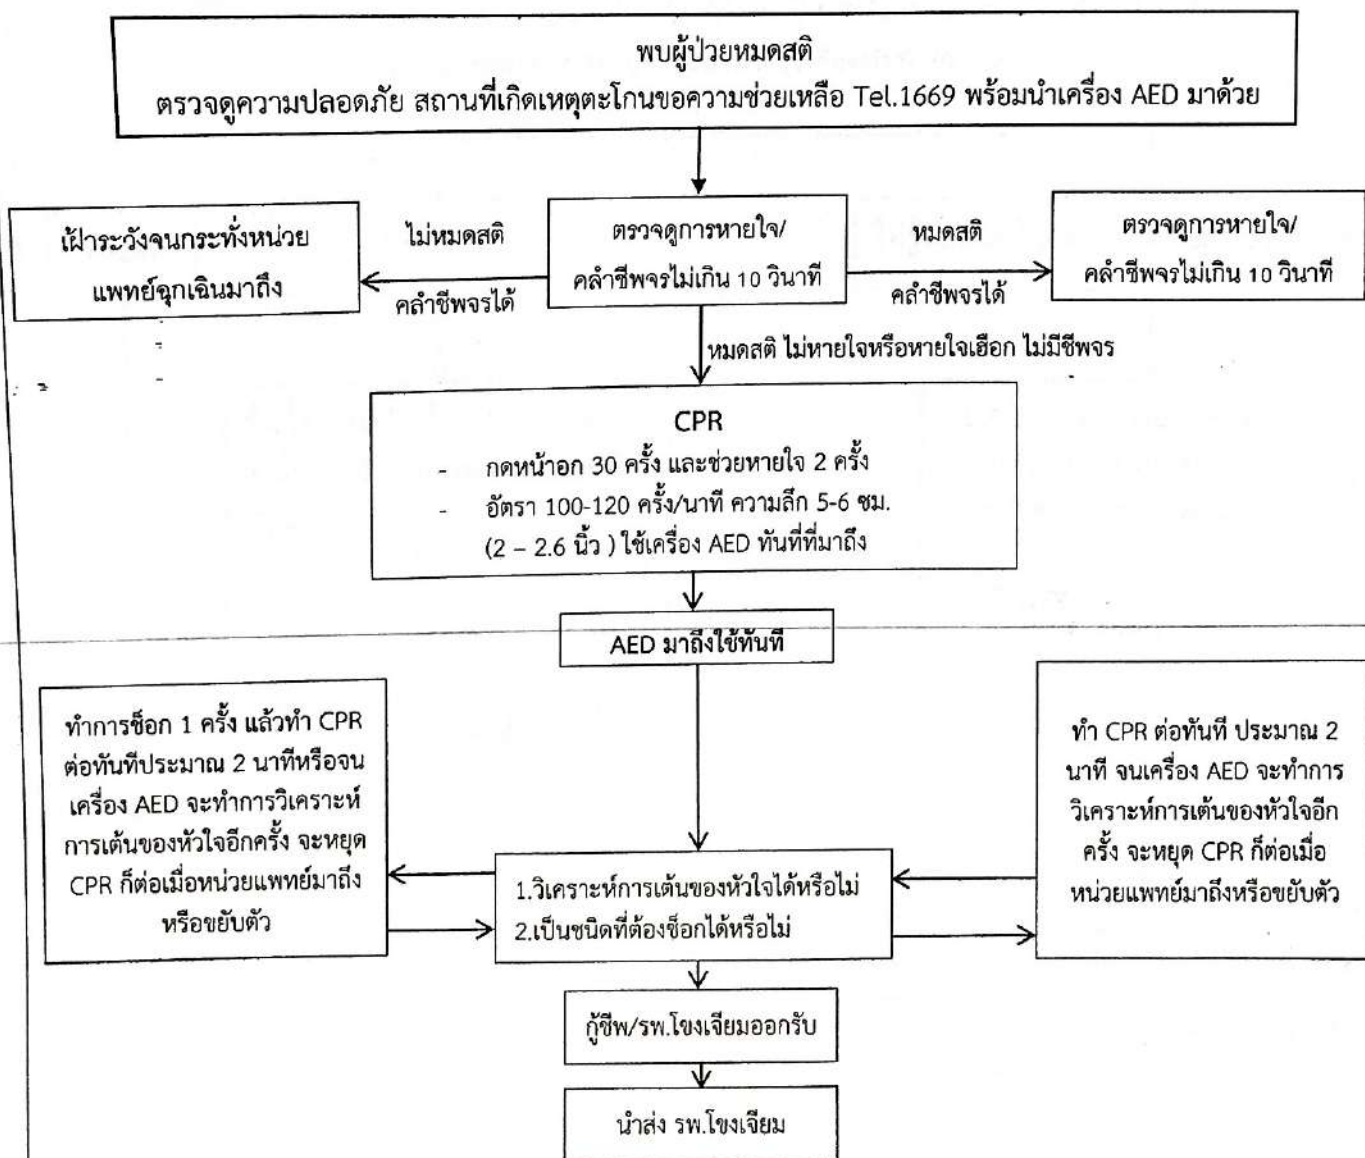 พบผู้ป่วยหมดสติ
ตรวจดูความปลอดภัย สถานที่เกิดเหตุตะโกนขอความช่วยเหลือ Tel.1669 พร้อมนำเครื่อง AED มาด้วย
เฝ้าระวังจนกระทั่งหน่วย
แพทย์ฉุกเฉินมาถึง
ไม่หมดสติ
คลำชีพจรได้
ตรวจดูการหายใจ/
คลำชีพจรไม่เกิน 10 วินาที
หมดสติ
คลำชีพจรได้
ตรวจดูการหายใจ/
คลำชีพจรไม่เกิน 10 วินาที
หมดสติ ไม่หายใจหรือหายใจเฮือก ไม่มีชีพจร
CPR
- กดหน้าอก 30 ครั้ง และช่วยหายใจ 2 ครั้ง
- อัตรา 100-120 ครั้ง/นาที ความลึก 5-6 ซม.
(2 – 2.6 นิ้ว ) ใช้เครื่อง AED ทันที่ที่มาถึง
AED มาถึงใช้ทันที
ทำการช็อก 1 ครั้ง แล้วทำ CPR
ต่อทันทีประมาณ 2 นาทีหรือจน
เครื่อง AED จะทำการวิเคราะห์
การเต้นของหัวใจอีกครั้ง จะหยุด
CPR ก็ต่อเมื่อหน่วยแพทย์มาถึง
หรือขยับตัว
1.วิเคราะห์การเต้นของหัวใจได้หรือไม่
2.เป็นชนิดที่ต้องช็อกได้หรือไม่
ทำ CPR ต่อทันที ประมาณ 2
นาที จนเครื่อง AED จะทำการ
วิเคราะห์การเต้นของหัวใจอีก
ครั้ง จะหยุด CPR ก็ต่อเมื่อ
หน่วยแพทย์มาถึงหรือขยับตัว
กู้ชีพ/รพ.โขงเจียมออกรับ
นำส่ง รพ.โขงเจียม